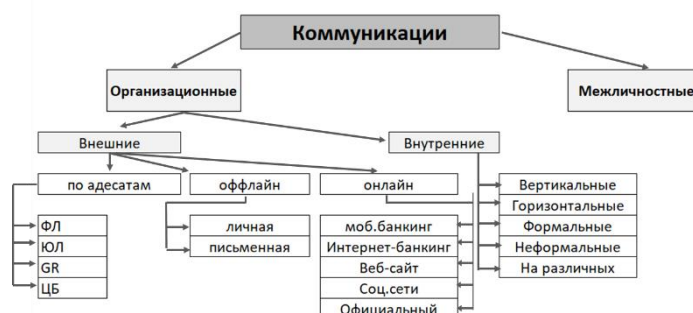 Коммуникации
Организационные
Межличностные
Внешние
Внутренние
по адесатам
оффлайн
онлайн
ФЛ
ЮЛ
GR
ЦБ
личная
письменная
моб.банкинг
Интернет-банкинг
Веб-сайт
Соц.сети
Официальный
Вертикальные
Горизонтальные
Формальные
Неформальные
На различных